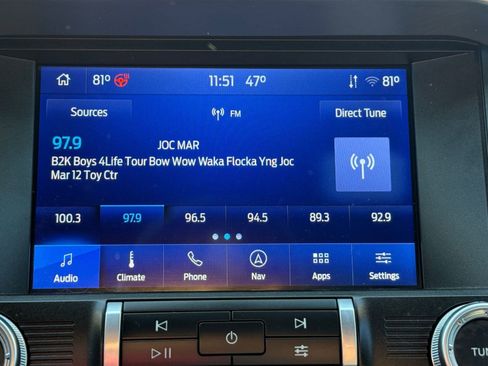 81° 11:51 47° 81°
Sources FM Direct Tune
97.9 JOC MAR
B2K Boys 4Life Tour Bow Wow Waka Flocka Yng Joc
Mar 12 Toy Ctr
100.3 97.9 96.5 94.5 89.3 92.9
Audio Climate Phone Nav Apps Settings